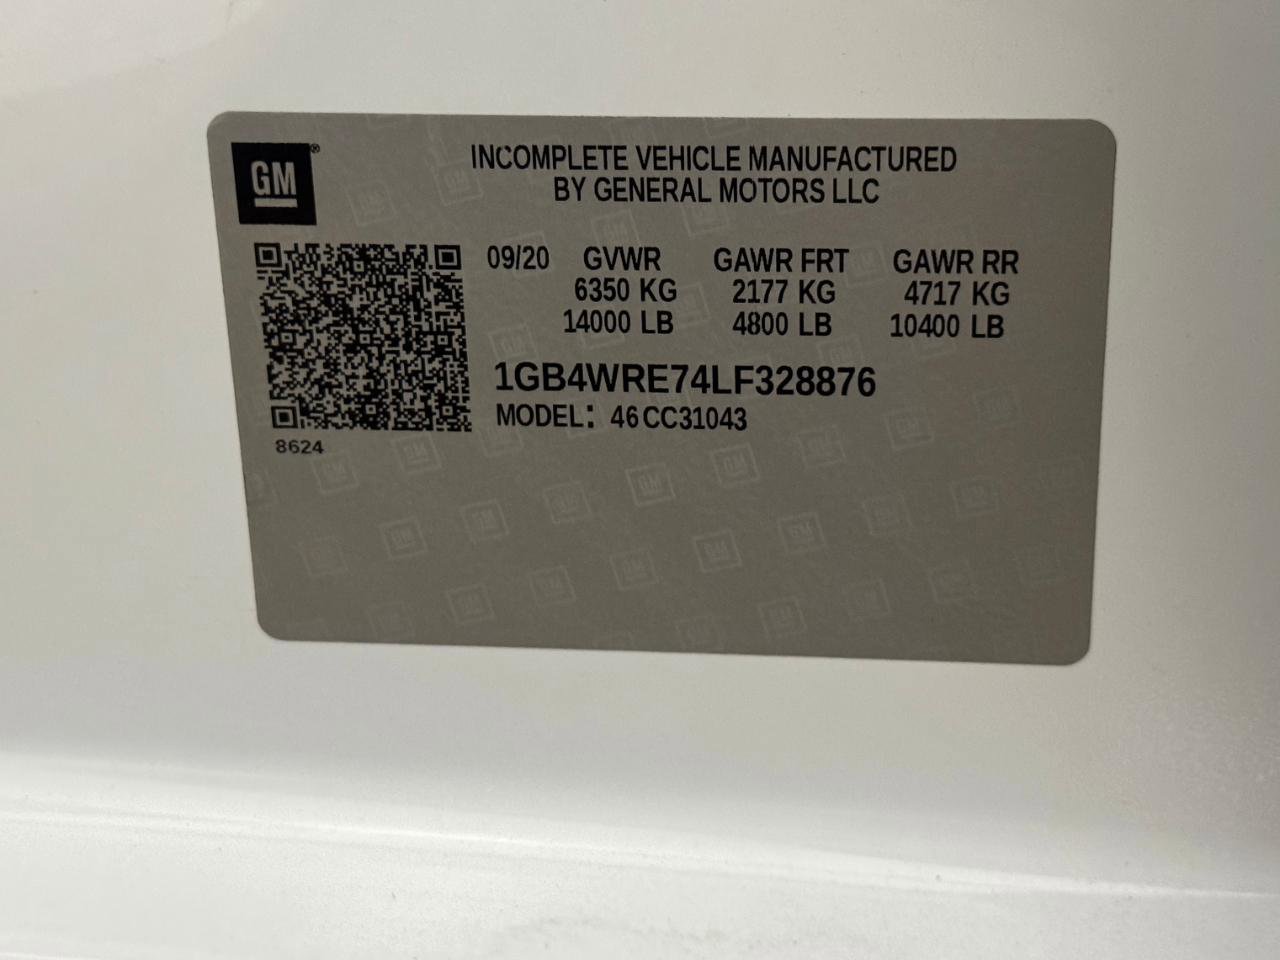 GM®
INCOMPLETE VEHICLE MANUFACTURED
BY GENERAL MOTORS LLC
09/20 GVWR GAWR FRT GAWR RR
6350 KG 2177 KG 4717 KG
14000 LB 4800 LB 10400 LB
1GB4WRE74LF328876
MODEL: 46CC31043
8624